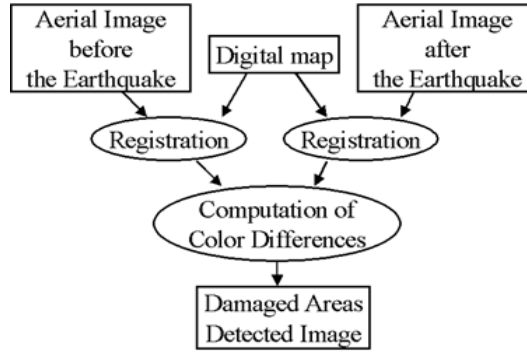 Aerial Image
before
the Earthquake
Digital map
Aerial Image
after
the Earthquake
Registration
Registration
Computation of
Color Differences
Damaged Areas
Detected Image